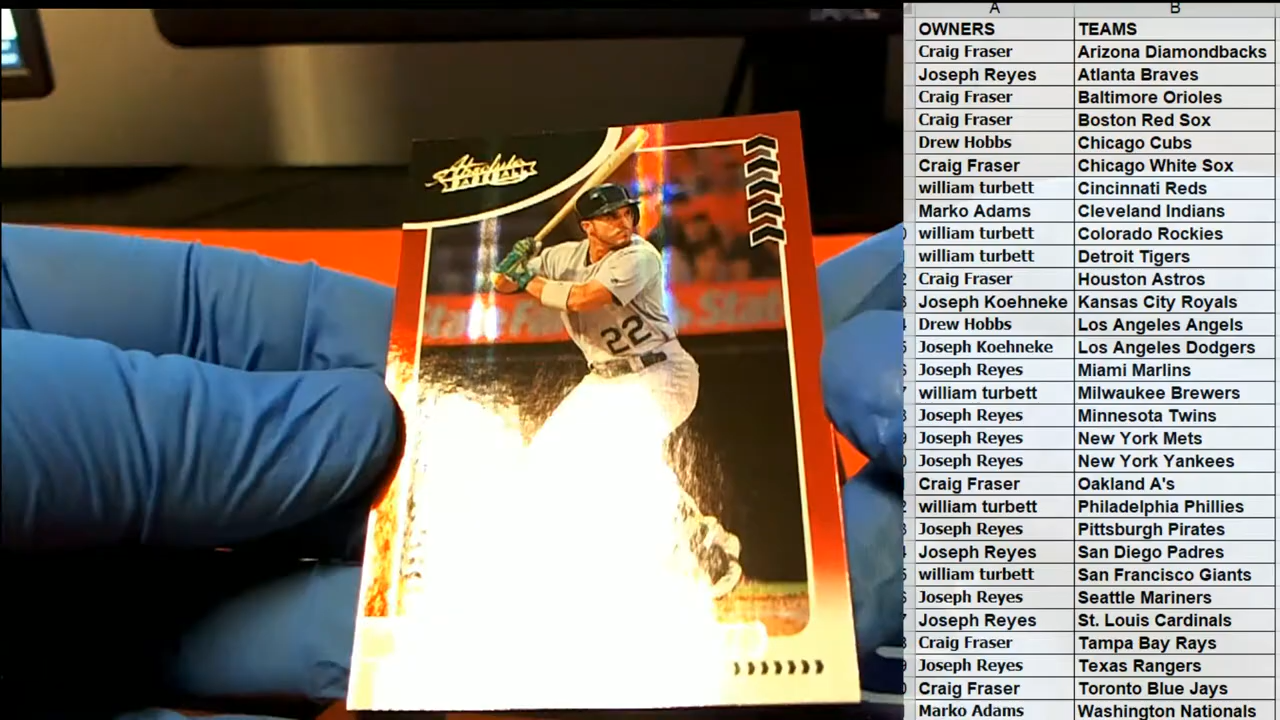 A B
OWNERS TEAMS
Craig Fraser Arizona Diamondbacks
Joseph Reyes Atlanta Braves
Craig Fraser Baltimore Orioles
Craig Fraser Boston Red Sox
Drew Hobbs Chicago Cubs
Craig Fraser Chicago White Sox
william turbett Cincinnati Reds
Marko Adams Cleveland Indians
william turbett Colorado Rockies
william turbett Detroit Tigers
Craig Fraser Houston Astros
Joseph Koehneke Kansas City Royals
Drew Hobbs Los Angeles Angels
Joseph Koehneke Los Angeles Dodgers
Joseph Reyes Miami Marlins
william turbett Milwaukee Brewers
Joseph Reyes Minnesota Twins
Joseph Reyes New York Mets
Joseph Reyes New York Yankees
Craig Fraser Oakland A's
william turbett Philadelphia Phillies
Joseph Reyes Pittsburgh Pirates
Joseph Reyes San Diego Padres
william turbett San Francisco Giants
Joseph Reyes Seattle Mariners
Joseph Reyes St. Louis Cardinals
Craig Fraser Tampa Bay Rays
Joseph Reyes Texas Rangers
Craig Fraser Toronto Blue Jays
Marko Adams Washington Nationals
Absolute
BASEBALL
State Farm State
22